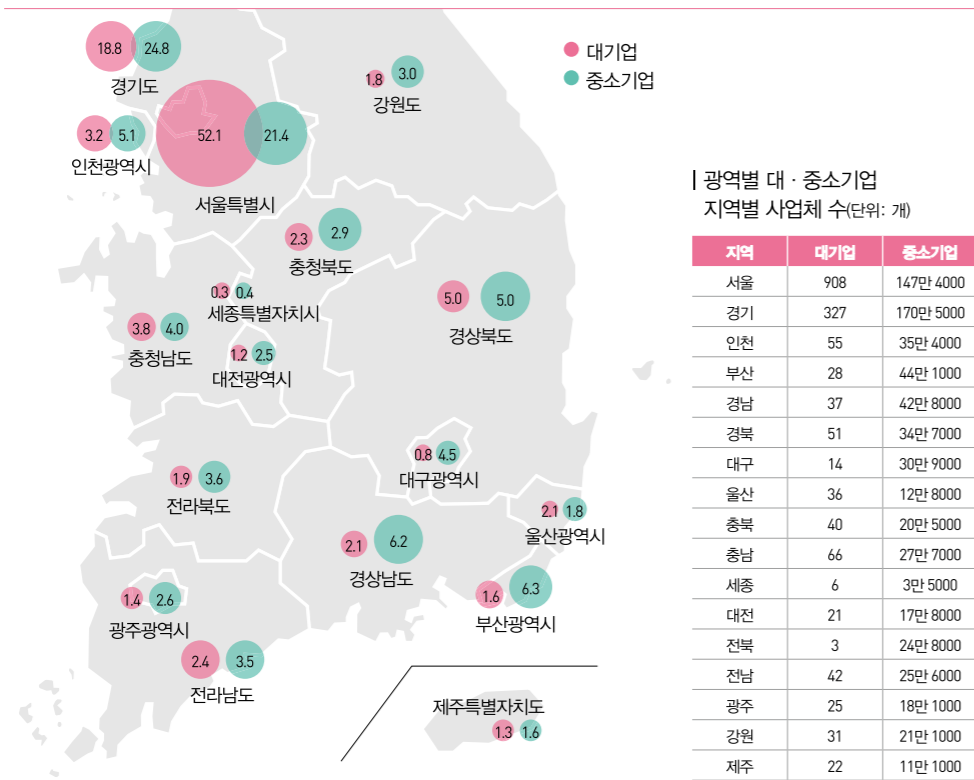 18.8 24.8
경기도
대기업
중소기업
1.8 3.0
강원도
3.2 5.1
인천광역시
52.1 21.4
서울특별시
2.3 2.9
충청북도
0.3 0.4
세종특별자치시
5.0 5.0
경상북도
3.8 4.0
충청남도
1.2 2.5
대전광역시
0.8 4.5
대구광역시
1.9 3.6
전라북도
2.1 1.8
울산광역시
2.1 6.2
경상남도
1.6 6.3
부산광역시
1.4 2.6
광주광역시
2.4 3.5
전라남도
제주특별자치도
1.3 1.6
광역별 대 · 중소기업
지역별 사업체 수(단위: 개)
지역 대기업 중소기업
서울 908 147만 4000
경기 327 170만 5000
인천 55 35만 4000
부산 28 44만 1000
경남 37 42만 8000
경북 51 34만 7000
대구 14 30만 9000
울산 36 12만 8000
충북 40 20만 5000
충남 66 27만 7000
세종 6 3만 5000
대전 21 17만 8000
전북 3 24만 8000
전남 42 25만 6000
광주 25 18만 1000
강원 31 21만 1000
제주 22 11만 1000